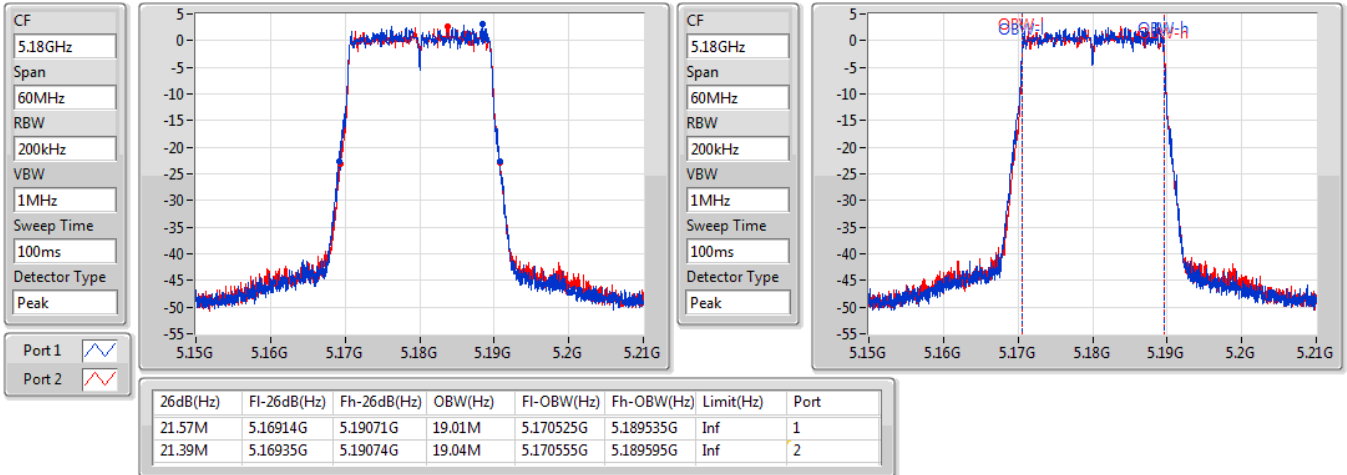 CF
5.18GHz
Span
60MHz
RBW
200kHz
VBW
1MHz
Sweep Time
100ms
Detector Type
Peak
Port 1
Port 2
5
0
-5
-10
-15
-20
-25
-30
-35
-40
-45
-50
-55
5.15G 5.16G 5.17G 5.18G 5.19G 5.2G 5.21G
CF
5.18GHz
Span
60MHz
RBW
200kHz
VBW
1MHz
Sweep Time
100ms
Detector Type
Peak
5
0
-5
-10
-15
-20
-25
-30
-35
-40
-45
-50
-55
OBW-l
OBW-l
OBW-h
OBW-h
5.15G 5.16G 5.17G 5.18G 5.19G 5.2G 5.21G
26dB(Hz) Fl-26dB(Hz) Fh-26dB(Hz) OBW(Hz) Fl-OBW(Hz) Fh-OBW(Hz) Limit(Hz) Port
21.57M 5.16914G 5.19071G 19.01M 5.170525G 5.189535G Inf 1
21.39M 5.16935G 5.19074G 19.04M 5.170555G 5.189595G Inf 2